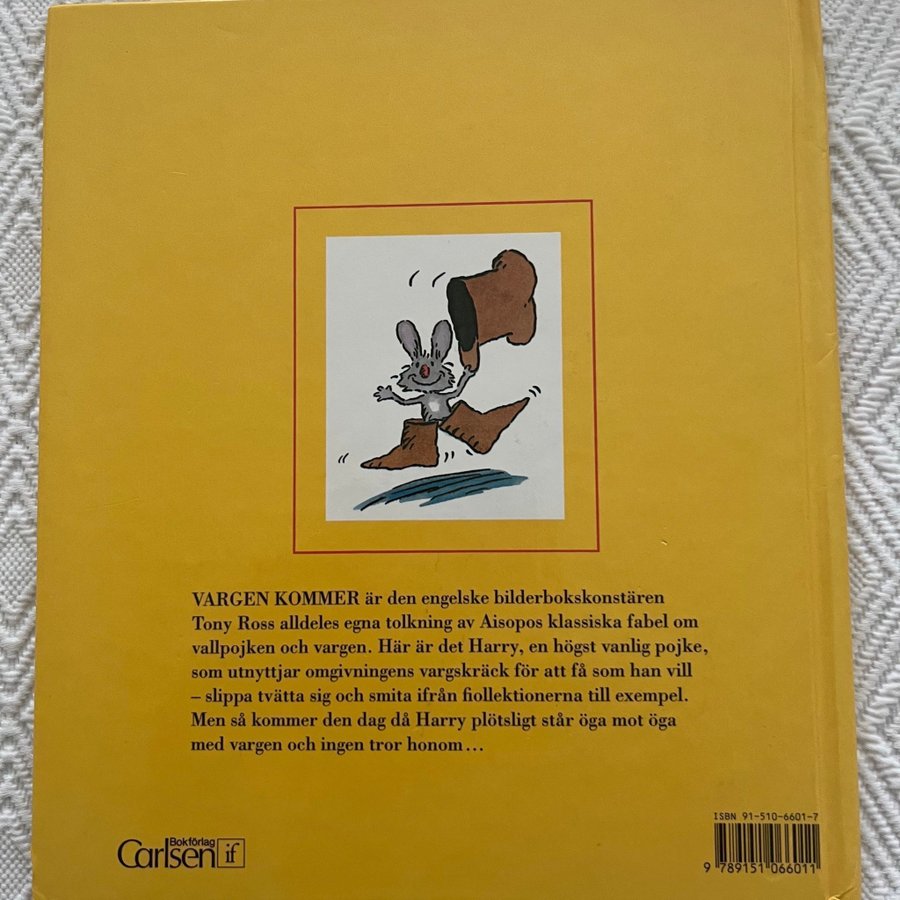 VARGEN KOMMER är den engelske bilderbokskonstären
Tony Ross alldeles egna tolkning av Aisopos klassiska fabel om
vallpojken och vargen. Här är det Harry, en högst vanlig pojke,
som utnyttjar omgivningens vargskräck för att få som han vill
– slippa tvätta sig och smita ifrån fiollektionerna till exempel.
Men så kommer den dag då Harry plötsligt står öga mot öga
med vargen och ingen tror honom...
Bokförlag
Carlsen if
ISBN 91-510-6601-7
9 789151 066011